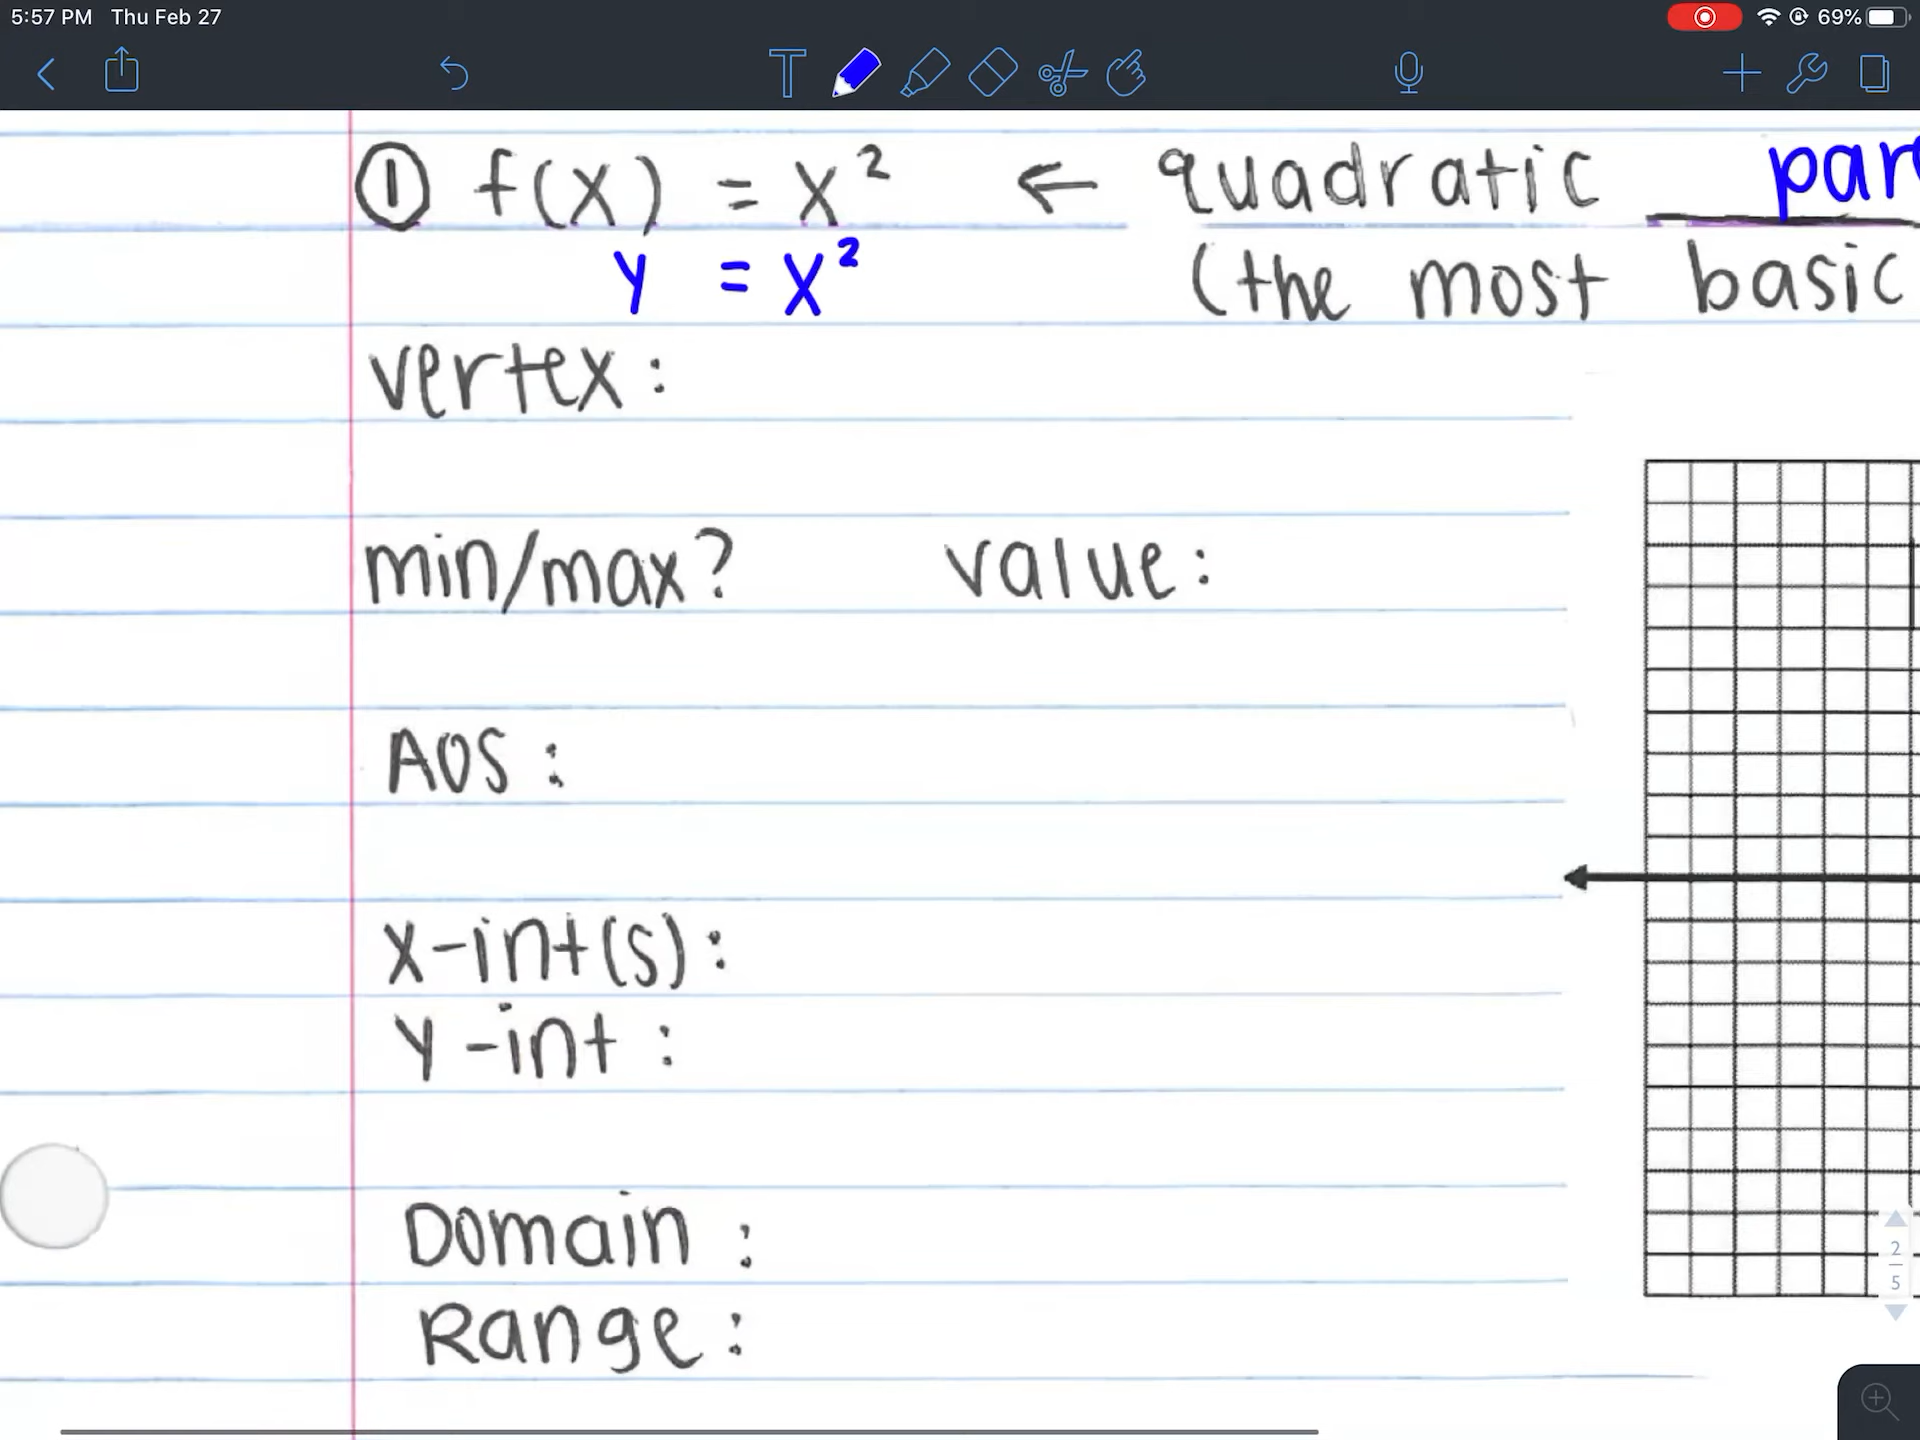 5:57 PM Thu Feb 27 69%
① f(x) = x² ← quadratic
y = x² (the most basic
vertex:
min/max? value:
AOS:
x-int(s):
y-int:
Domain:
Range:
2
5